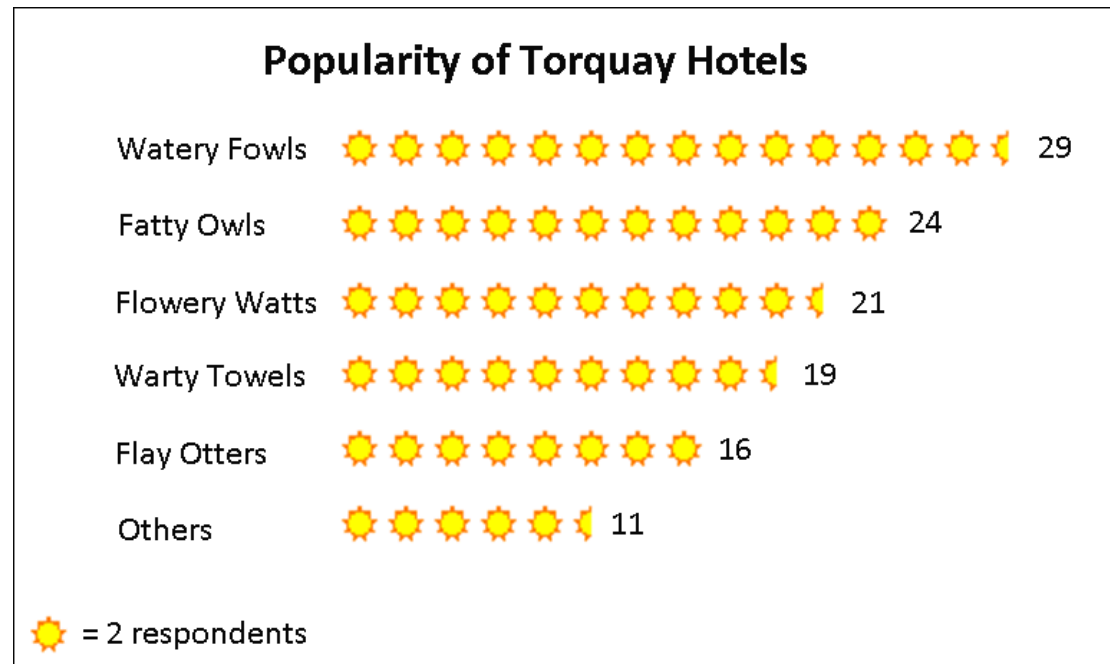 Popularity of Torquay Hotels
Watery Fowls 29
Fatty Owls 24
Flowery Watts 21
Warty Towels 19
Flay Otters 16
Others 11
= 2 respondents